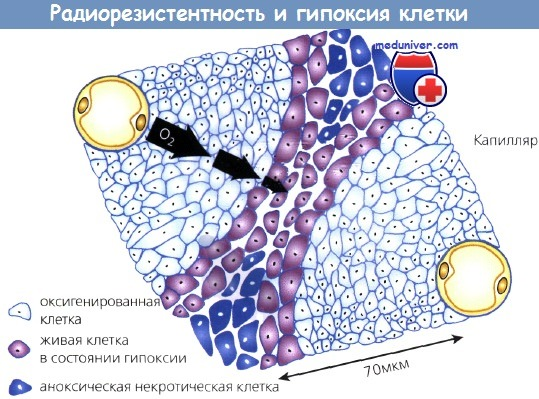 Радиорезистентность и гипоксия клетки
meduniver.com
O2
Капилляр
оксигенированная
клетка
живая клетка
в состоянии гипоксии
аноксическая некротическая клетка
70мкм